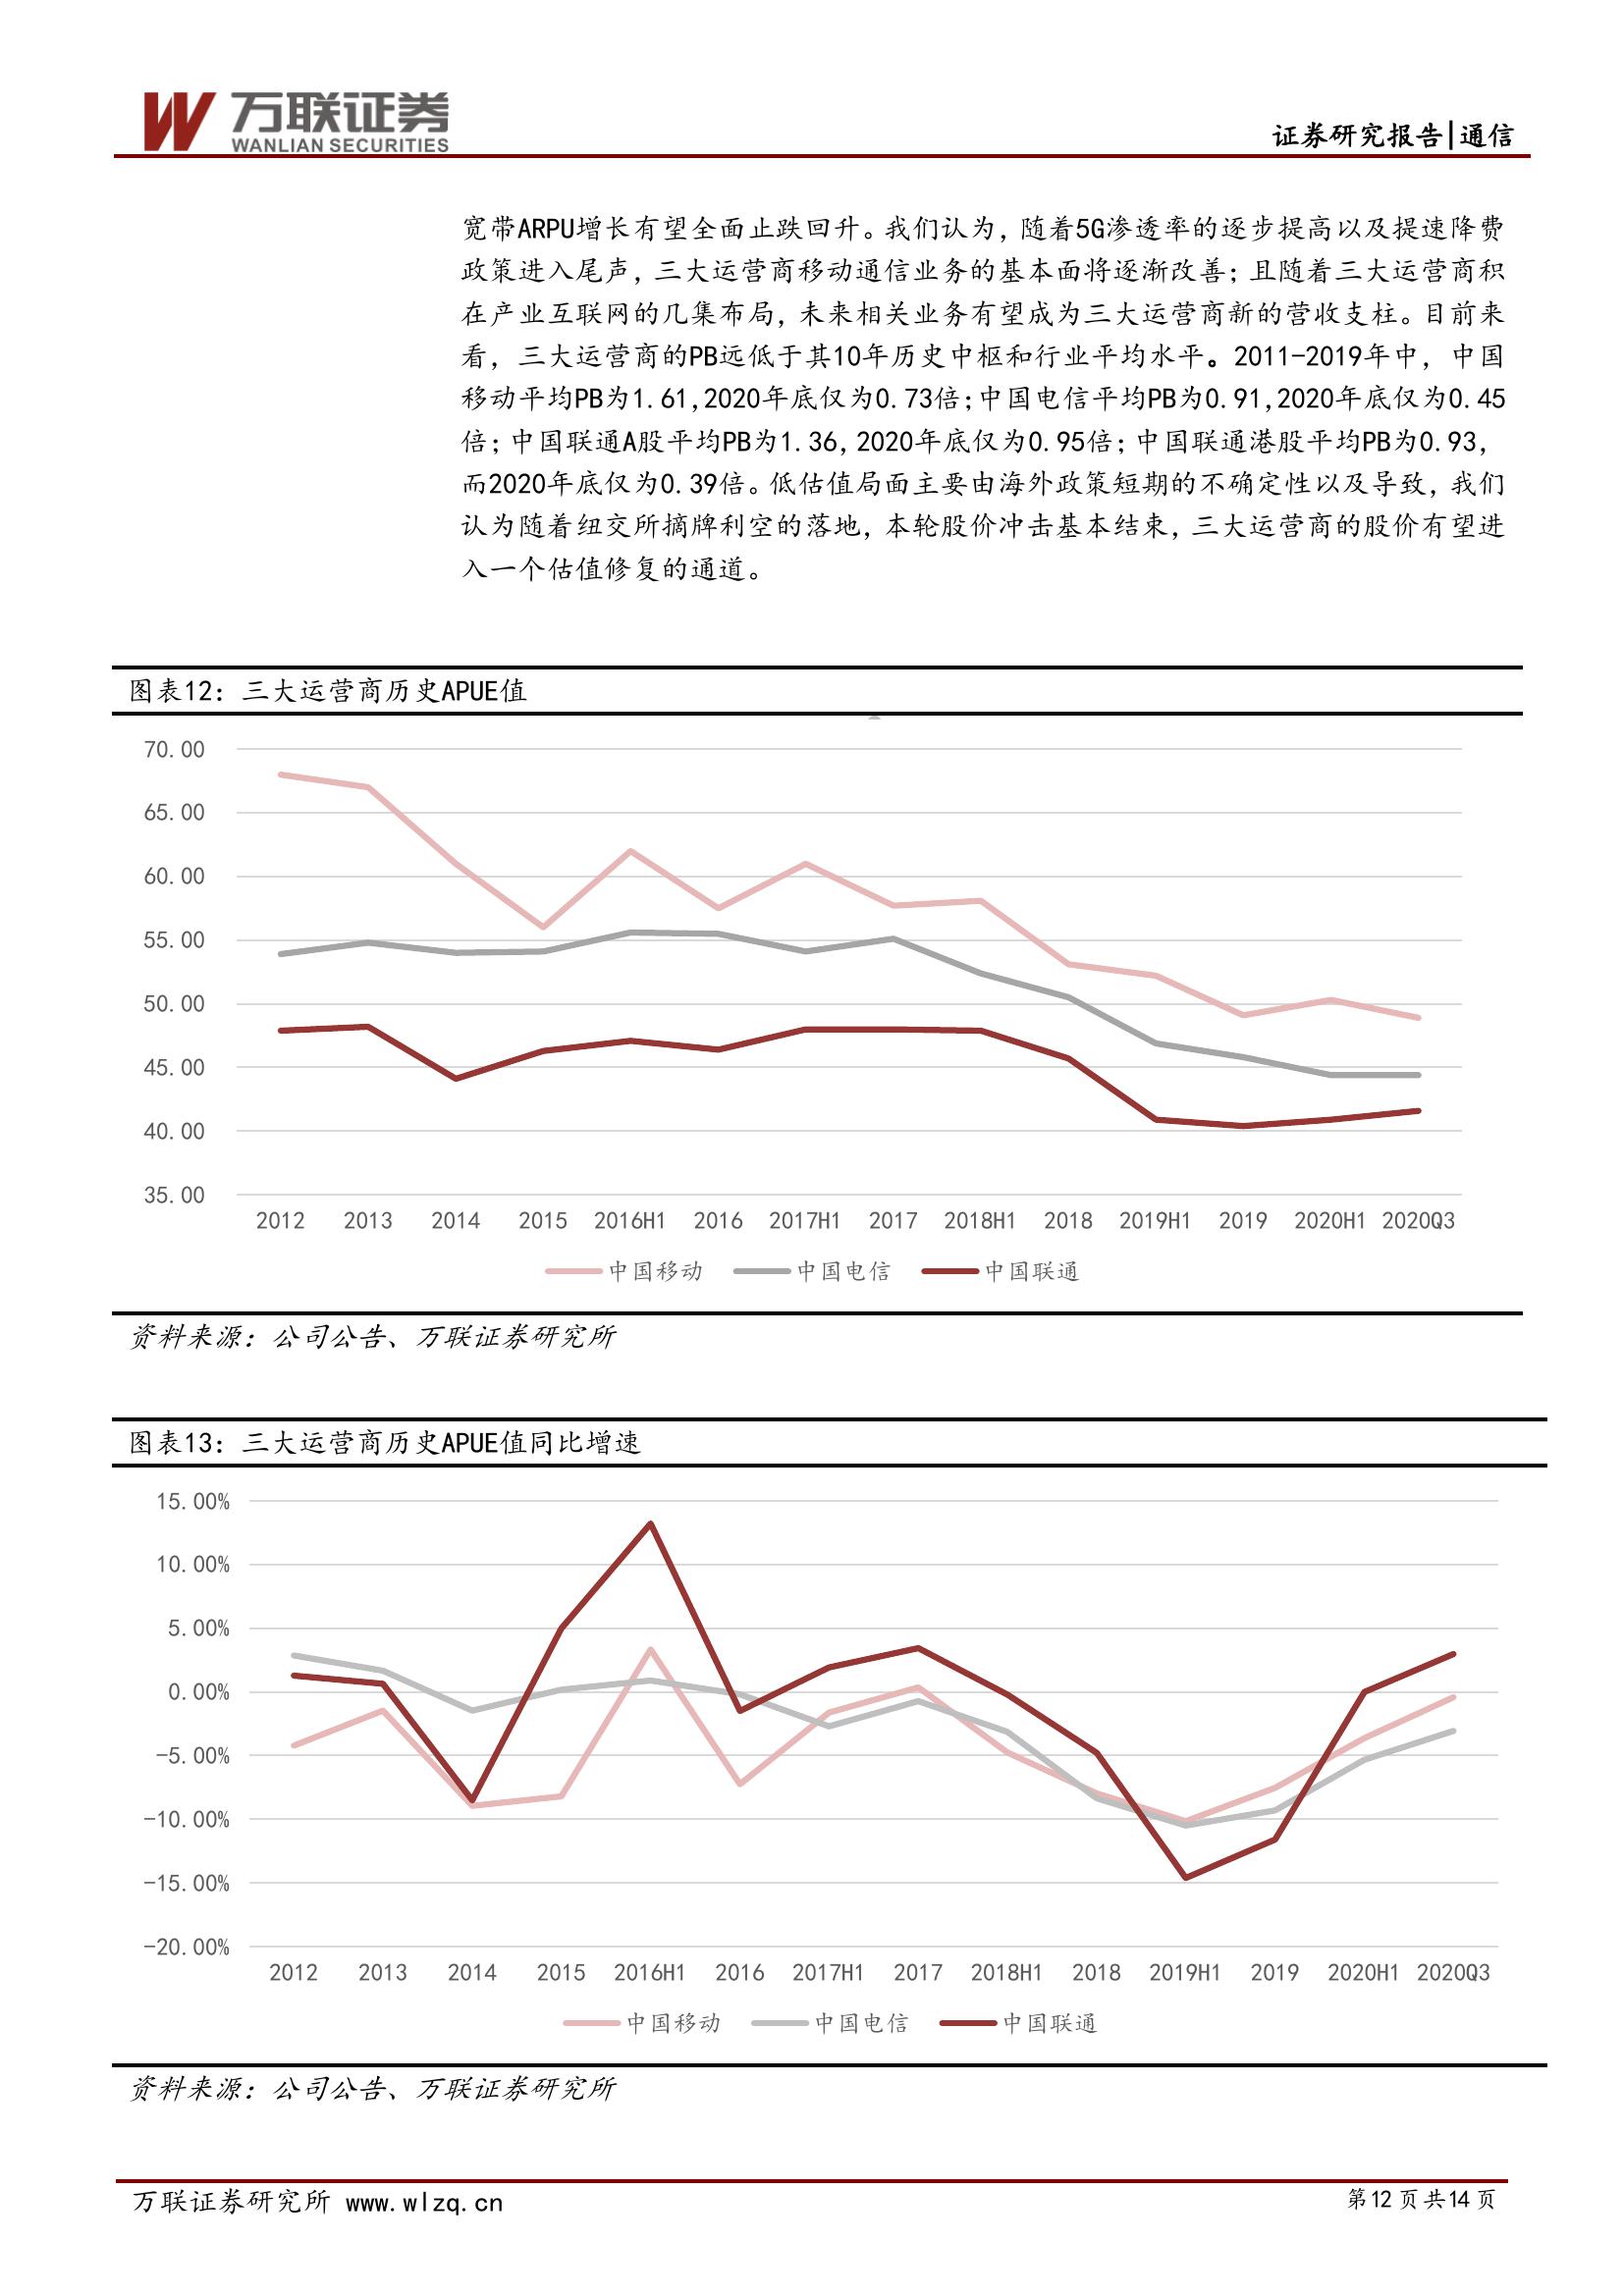 万联证券
WANLIAN SECURITIES
证券研究报告|通信
宽带ARPU增长有望全面止跌回升。我们认为，随着5G渗透率的逐步提高以及提速降费
政策进入尾声，三大运营商移动通信业务的基本面将逐渐改善；且随着三大运营商积
在产业互联网的几集布局，未来相关业务有望成为三大运营商新的营收支柱。目前来
看，三大运营商的PB远低于其10年历史中枢和行业平均水平。2011-2019年中，中国
移动平均PB为1.61,2020年底仅为0.73倍；中国电信平均PB为0.91,2020年底仅为0.45
倍；中国联通A股平均PB为1.36，2020年底仅为0.95倍；中国联通港股平均PB为0.93，
而2020年底仅为0.39倍。低估值局面主要由海外政策短期的不确定性以及导致，我们
认为随着纽交所摘牌利空的落地，本轮股价冲击基本结束，三大运营商的股价有望进
入一个估值修复的通道。
图表12：三大运营商历史APUE值
70.00
65.00
60.00
55.00
50.00
45.00
40.00
35.00
2012 2013 2014 2015 2016H1 2016 2017H1 2017 2018H1 2018 2019H1 2019 2020H1 2020Q3
中国移动 中国电信 中国联通
资料来源：公司公告、万联证券研究所
图表13：三大运营商历史APUE值同比增速
15.00%
10.00%
5.00%
0.00%
-5.00%
-10.00%
-15.00%
-20.00%
2012 2013 2014 2015 2016H1 2016 2017H1 2017 2018H1 2018 2019H1 2019 2020H1 2020Q3
中国移动 中国电信 中国联通
资料来源：公司公告、万联证券研究所
万联证券研究所 www.wlzq.cn
第12页共14页